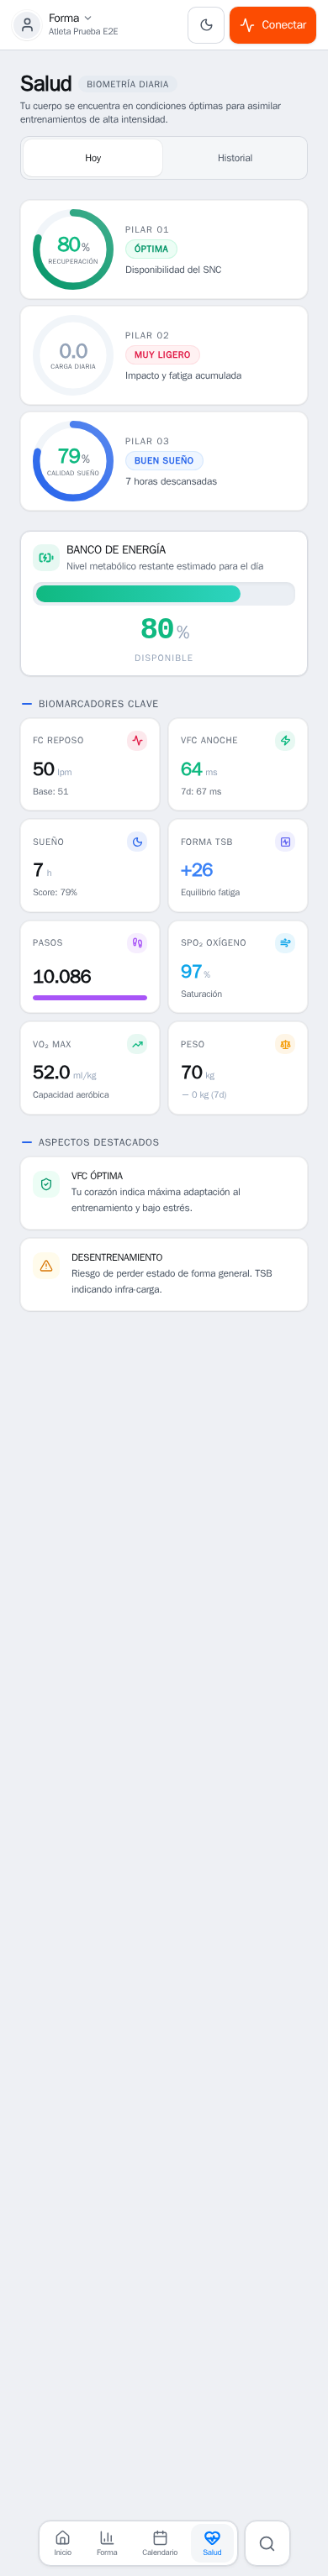 Forma
Atleta Prueba E2E
Conectar
Salud
BIOMETRÍA DIARIA
Tu cuerpo se encuentra en condiciones óptimas para asimilar
entrenamientos de alta intensidad.
Hoy
Historial
80%
RECUPERACIÓN
PILAR 01
ÓPTIMA
Disponibilidad del SNC
0.0
CARGA DIARIA
PILAR 02
MUY LIGERO
Impacto y fatiga acumulada
79%
CALIDAD SUEÑO
PILAR 03
BUEN SUEÑO
7 horas descansadas
BANCO DE ENERGÍA
Nivel metabólico restante estimado para el día
80%
DISPONIBLE
BIOMARCADORES CLAVE
FC REPOSO
50 lpm
Base: 51
VFC ANOCHE
64 ms
7d: 67 ms
SUEÑO
7 h
Score: 79%
FORMA TSB
+26
Equilibrio fatiga
PASOS
10.086
SPO₂ OXÍGENO
97 %
Saturación
VO₂ MAX
52.0 ml/kg
Capacidad aeróbica
PESO
70 kg
— 0 kg (7d)
ASPECTOS DESTACADOS
VFC ÓPTIMA
Tu corazón indica máxima adaptación al
entrenamiento y bajo estrés.
DESENTRENAMIENTO
Riesgo de perder estado de forma general. TSB
indicando infra-carga.
Inicio
Forma
Calendario
Salud